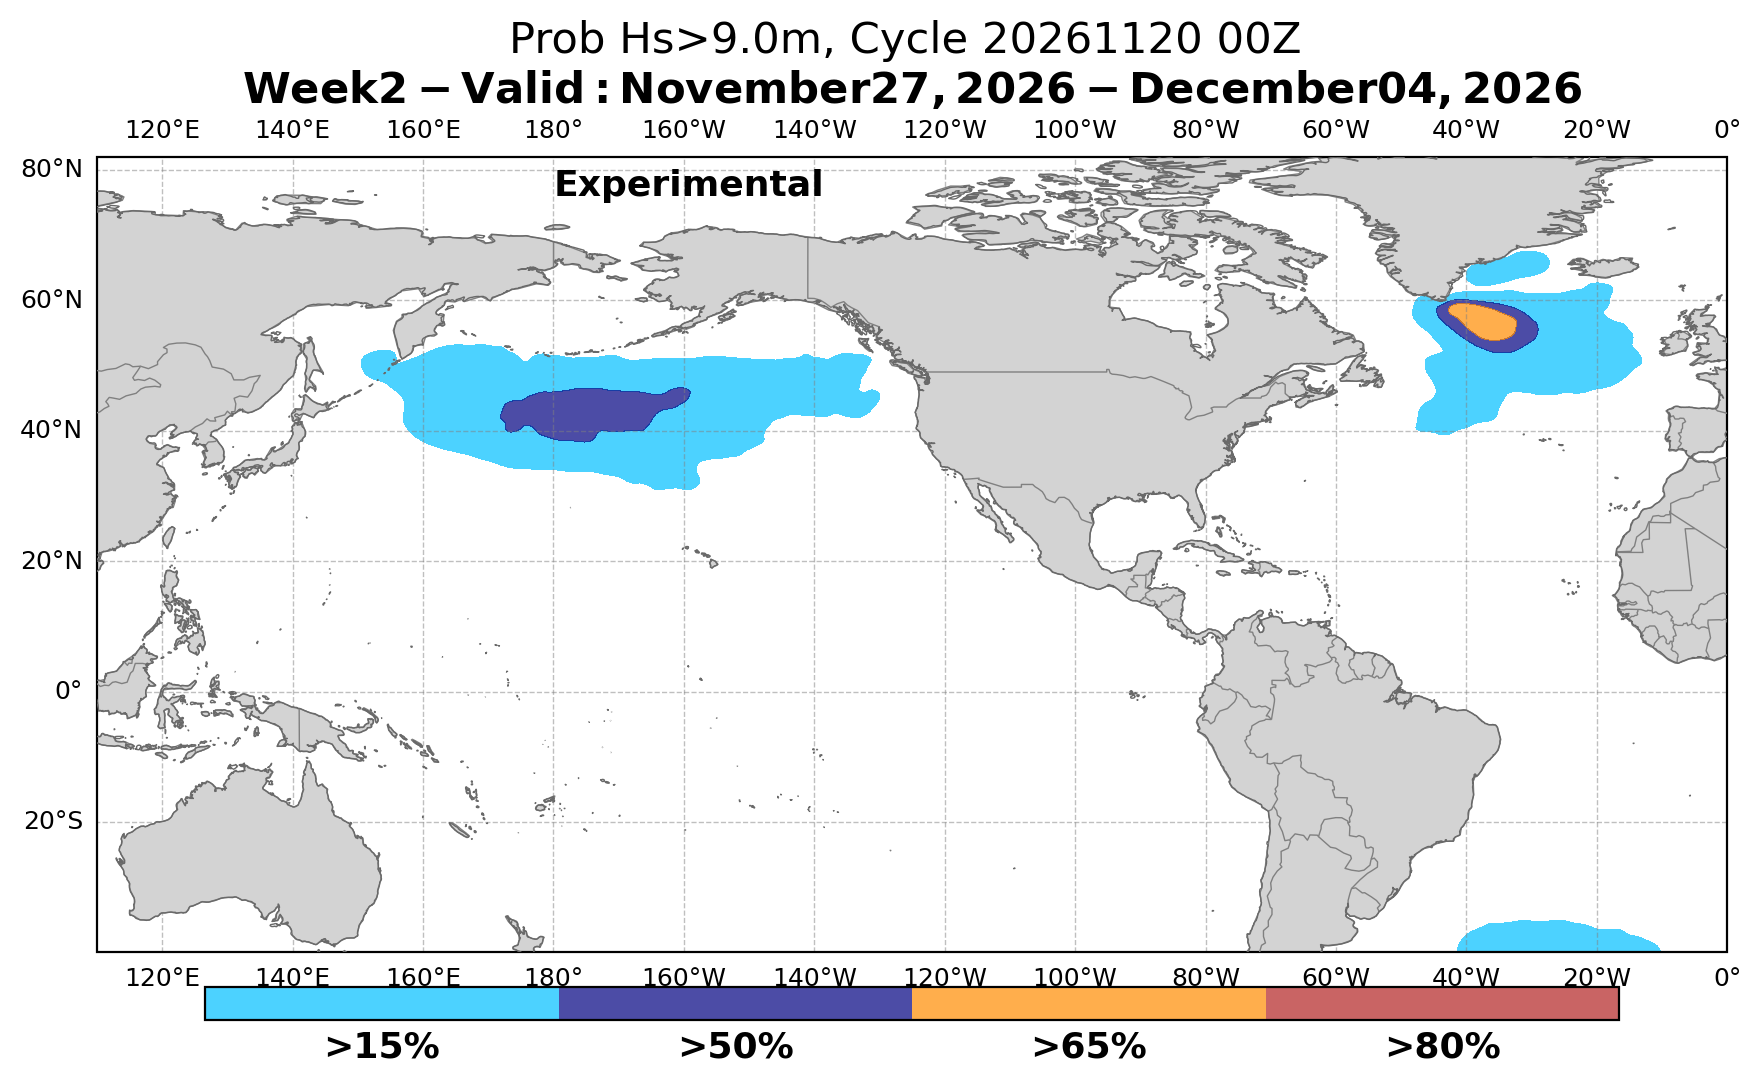 Prob Hs>9.0m, Cycle 20261120 00Z
Week2 − Valid : November27, 2026 − December04, 2026
120°E 140°E 160°E 180° 160°W 140°W 120°W 100°W 80°W 60°W 40°W 20°W 0°
80°N
Experimental
60°N
40°N
20°N
0°
20°S
120°E 140°E 160°E 180° 160°W 140°W 120°W 100°W 80°W 60°W 40°W 20°W 0°
>15% >50% >65% >80%